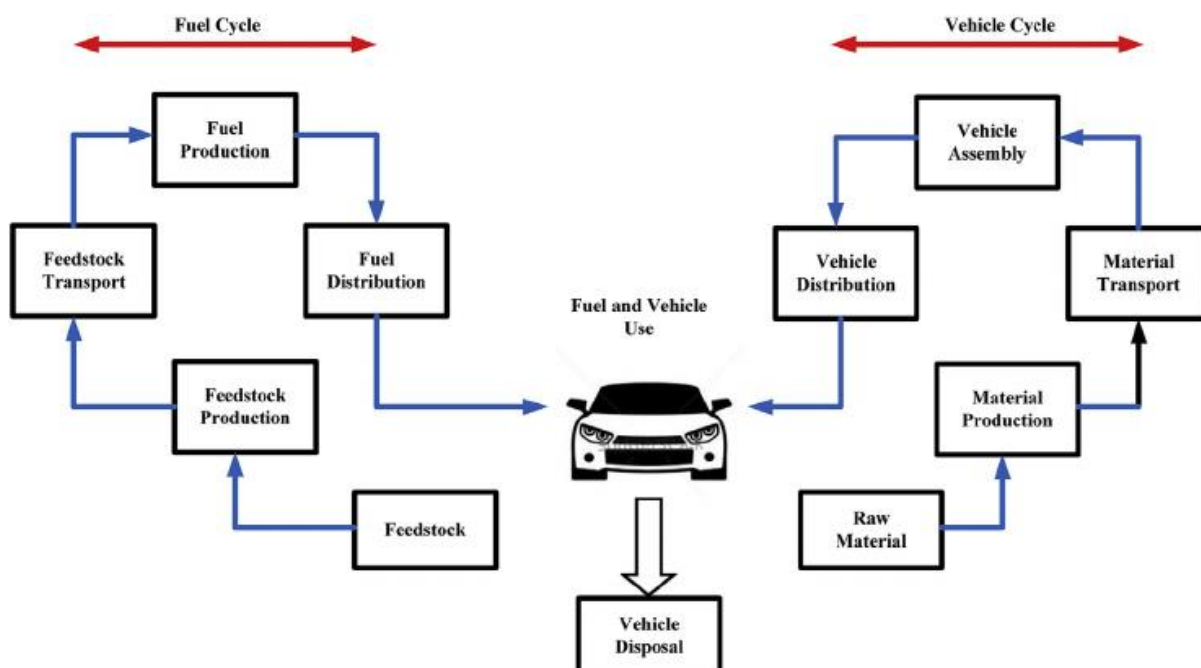 Fuel Cycle
Vehicle Cycle
Fuel
Production
Vehicle
Assembly
Feedstock
Transport
Fuel
Distribution
Vehicle
Distribution
Material
Transport
Fuel and Vehicle
Use
Feedstock
Production
Material
Production
Feedstock
Raw
Material
Vehicle
Disposal